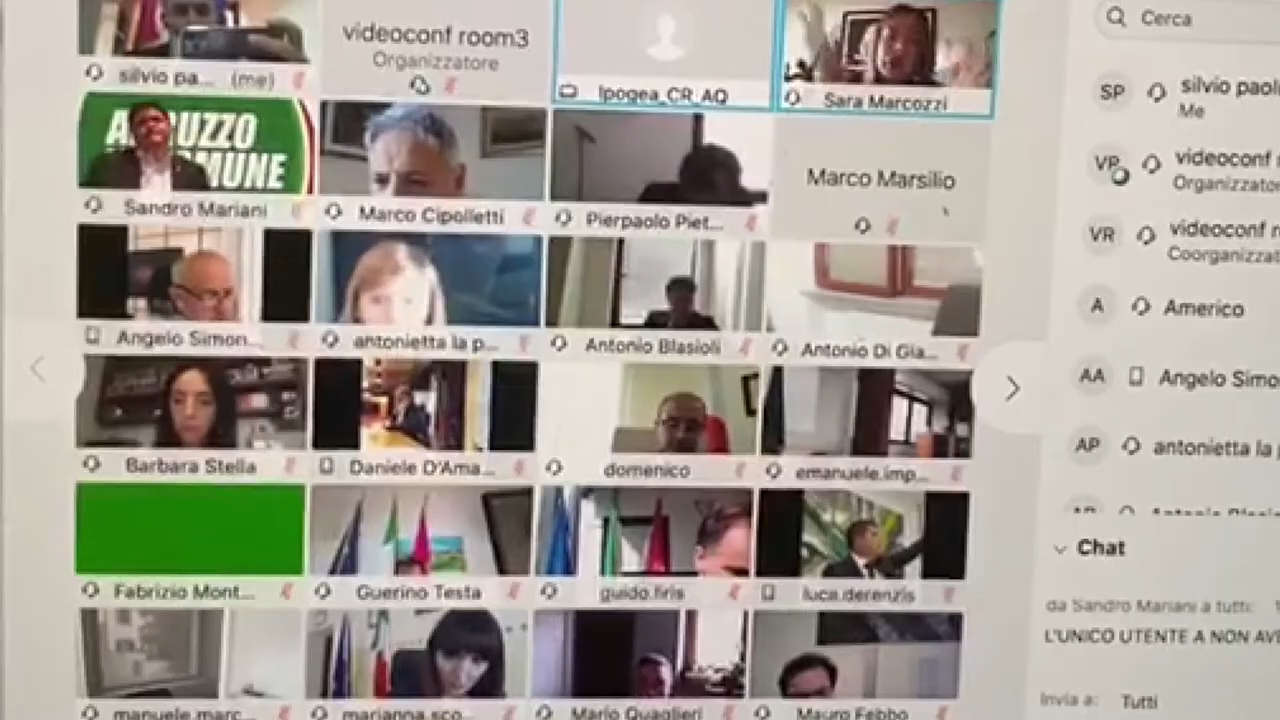 silvio pa... (me)
videoconf room3
Organizzatore
Ipogea_CR_AQ
Sara Marcozzi
Sandro Mariani
Marco Cipolletti
Pierpaolo Piet...
Marco Marsilio
Angelo Simon...
antonietta la p...
Antonio Blasioli
Antonio Di Gia...
Barbara Stella
Daniele D'Ama...
domenico
emanuele.imp...
Fabrizio Mont...
Guerino Testa
guido.liris
luca.derenzis
manuele.marc...
marianna.sco...
Mario Quaglieri
Mauro Febbo
Cerca
SP silvio paol
Me
VR videoconf
Organizzator
VR videoconf r
Coorganizzat
A Americo
AA Angelo Simo
AP antonietta la
Chat
da Sandro Mariani a tutti:
L'UNICO UTENTE A NON AVE
Invia a: Tutti